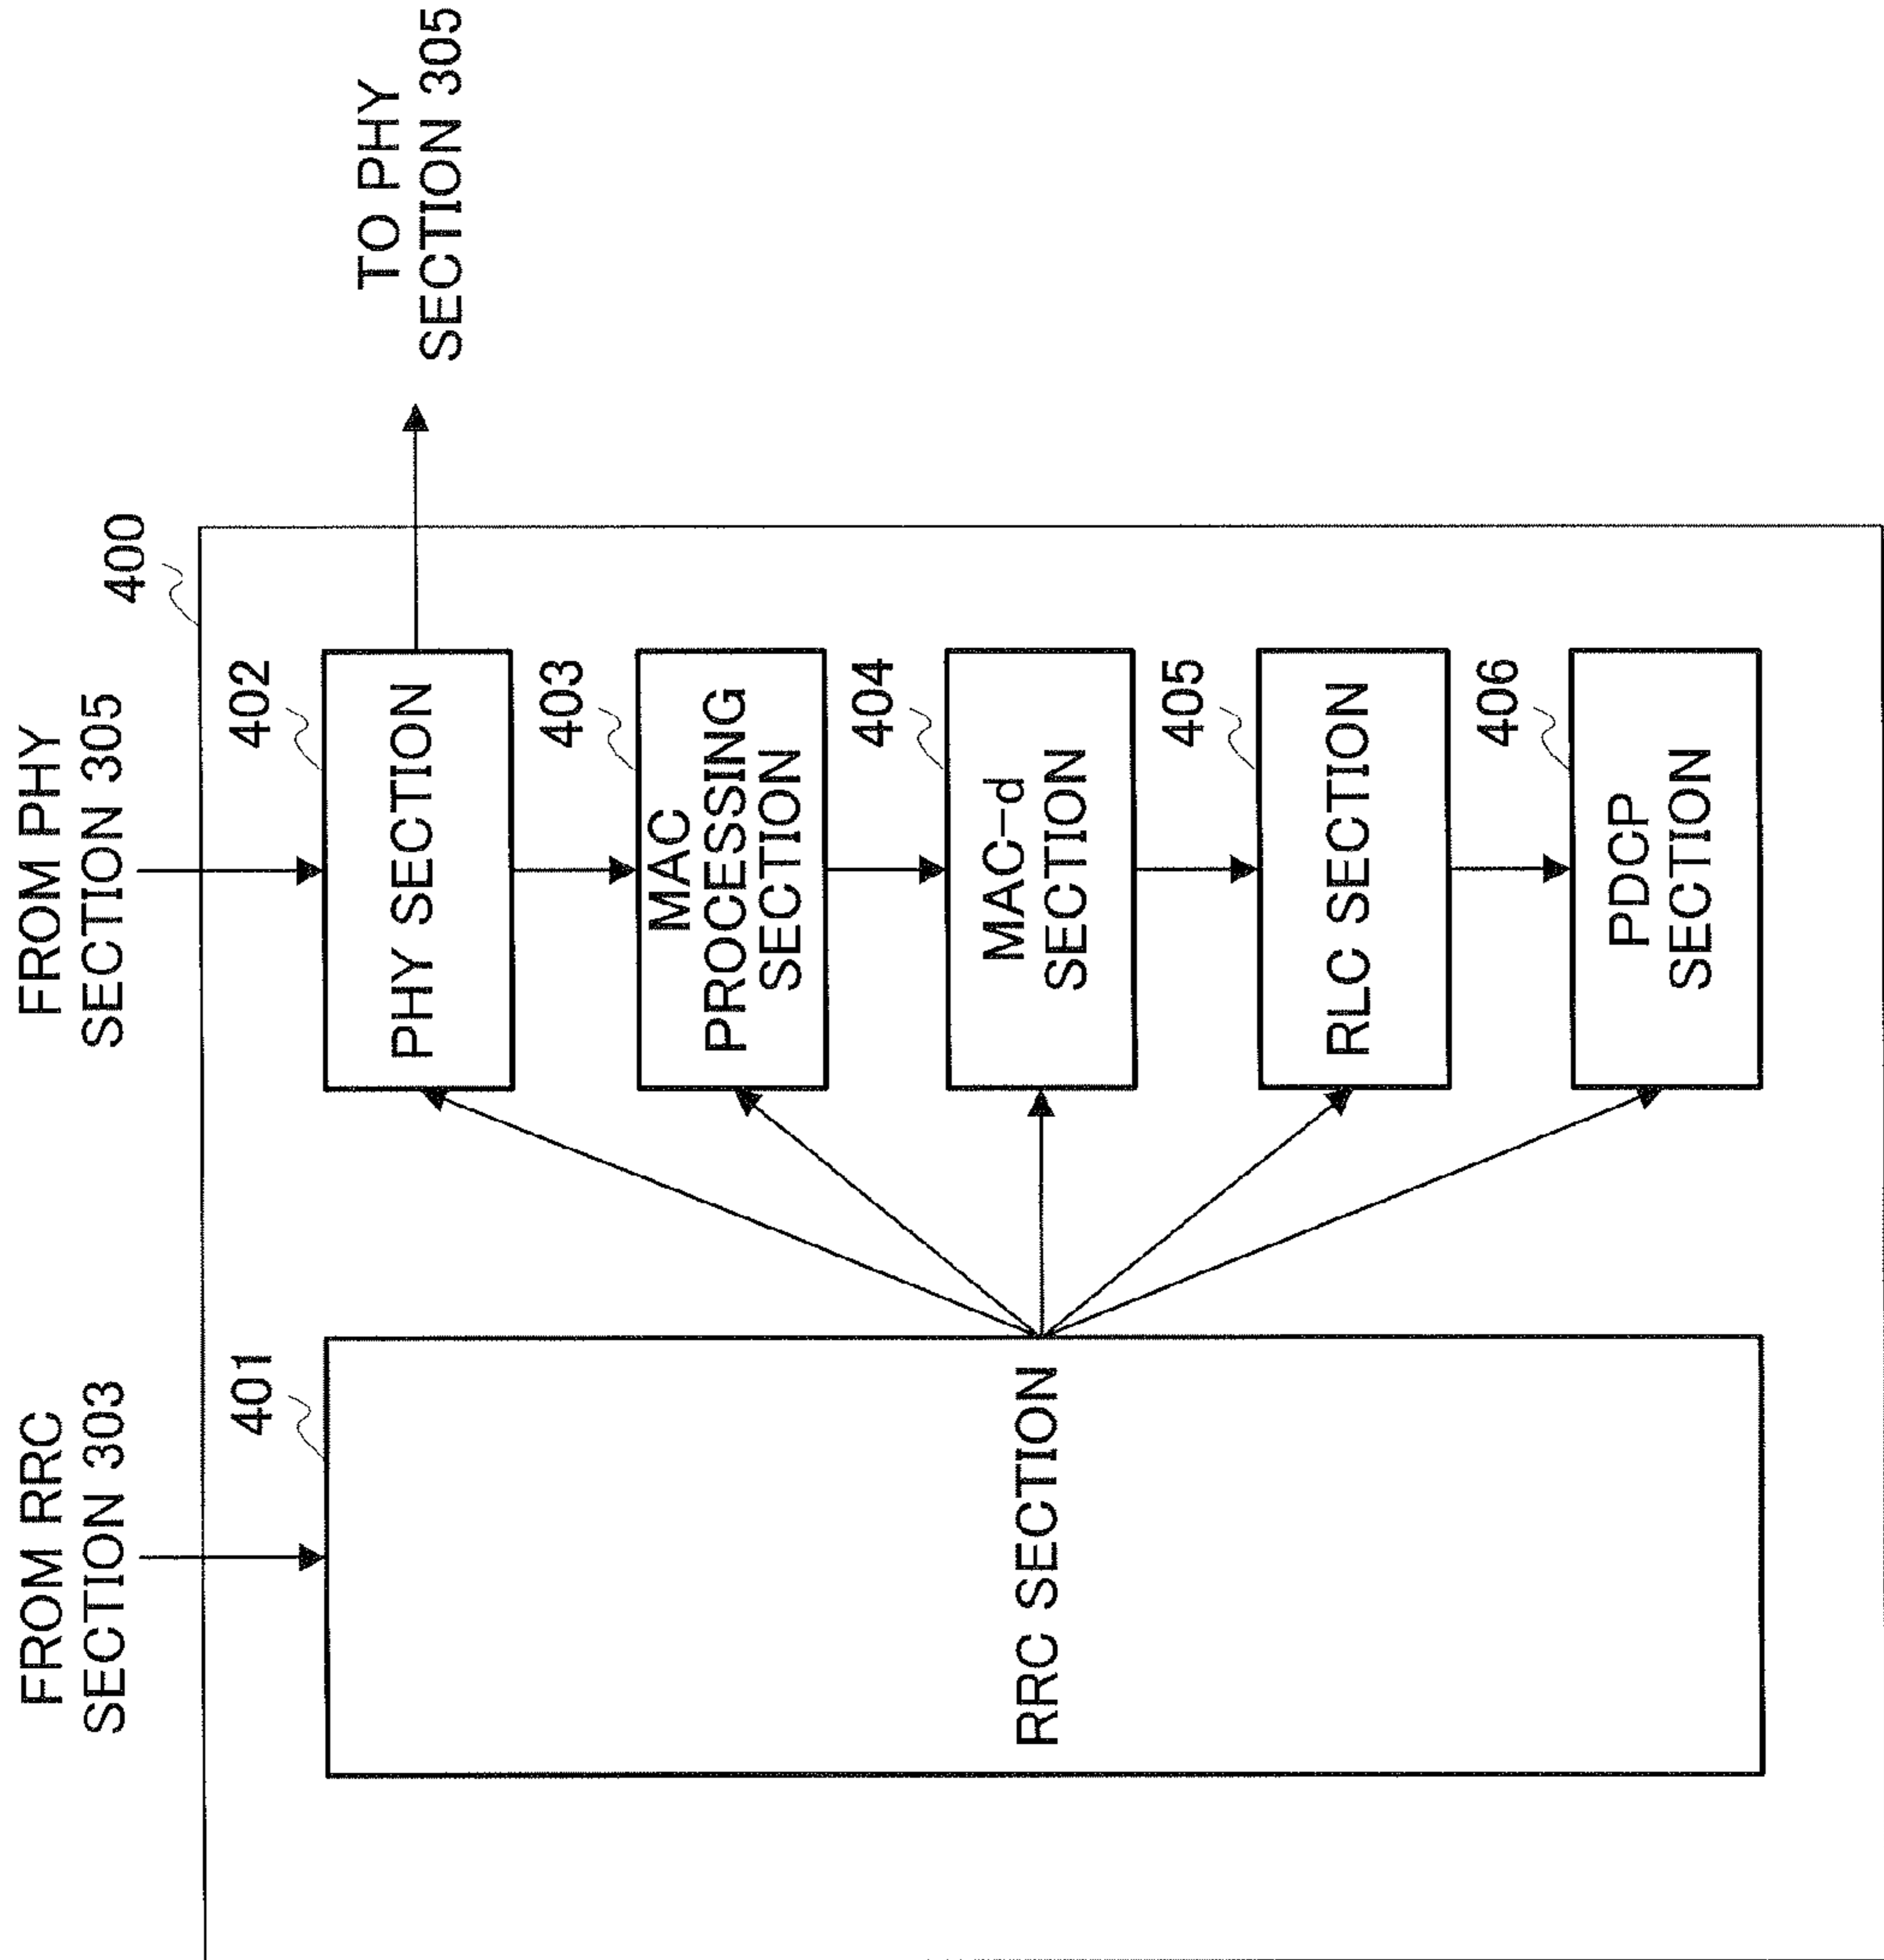 FROM RRC
SECTION 303
FROM PHY
SECTION 305
400
TO PHY
SECTION 305
401
RRC SECTION
402
PHY SECTION
403
MAC
PROCESSING
SECTION
404
MAC-d
SECTION
405
RLC SECTION
406
PDCP
SECTION